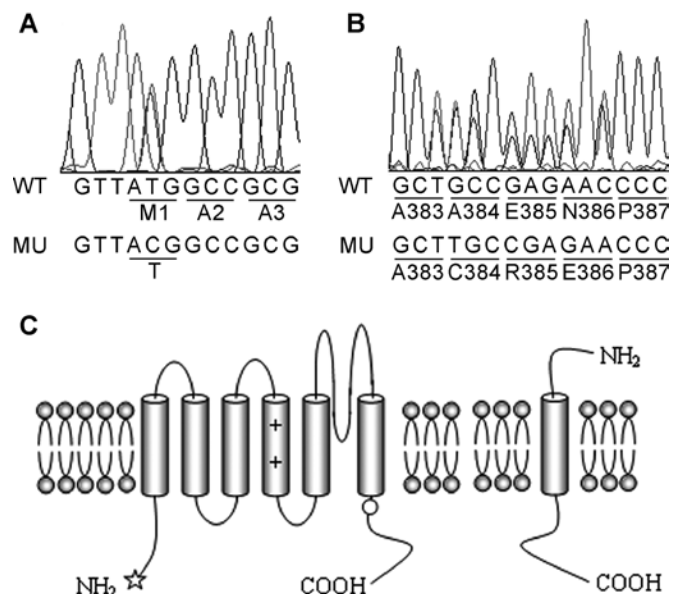 A
B
WT GTTATGGCCGCG
M1 A2 A3
MU GTTACGGCCGCG
T
WT GCTGCCGAGAACCCC
A383 A384 E385 N386 P387
MU GCTTGCCGAGAACCC
A383 C384 R385 E386 P387
C
NH2
+
+
NH2
COOH
COOH